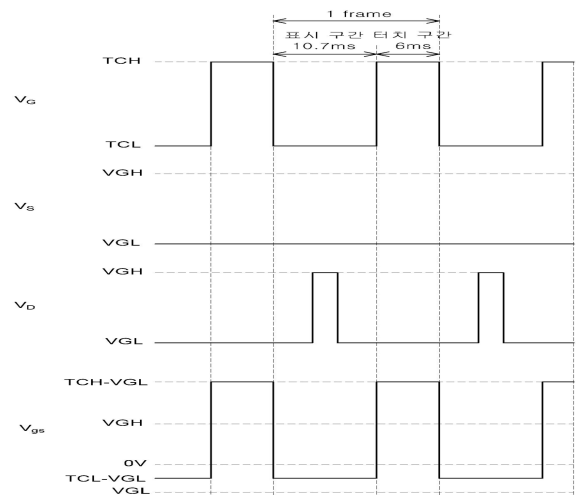 1 frame
표시 구간 터치 구간
10.7ms 6ms
TCH
VG
TCL
VGH
VS
VGL
VGH
VD
VGL
TCH-VGL
VGH
Vgs
0V
TCL-VGL
VGL